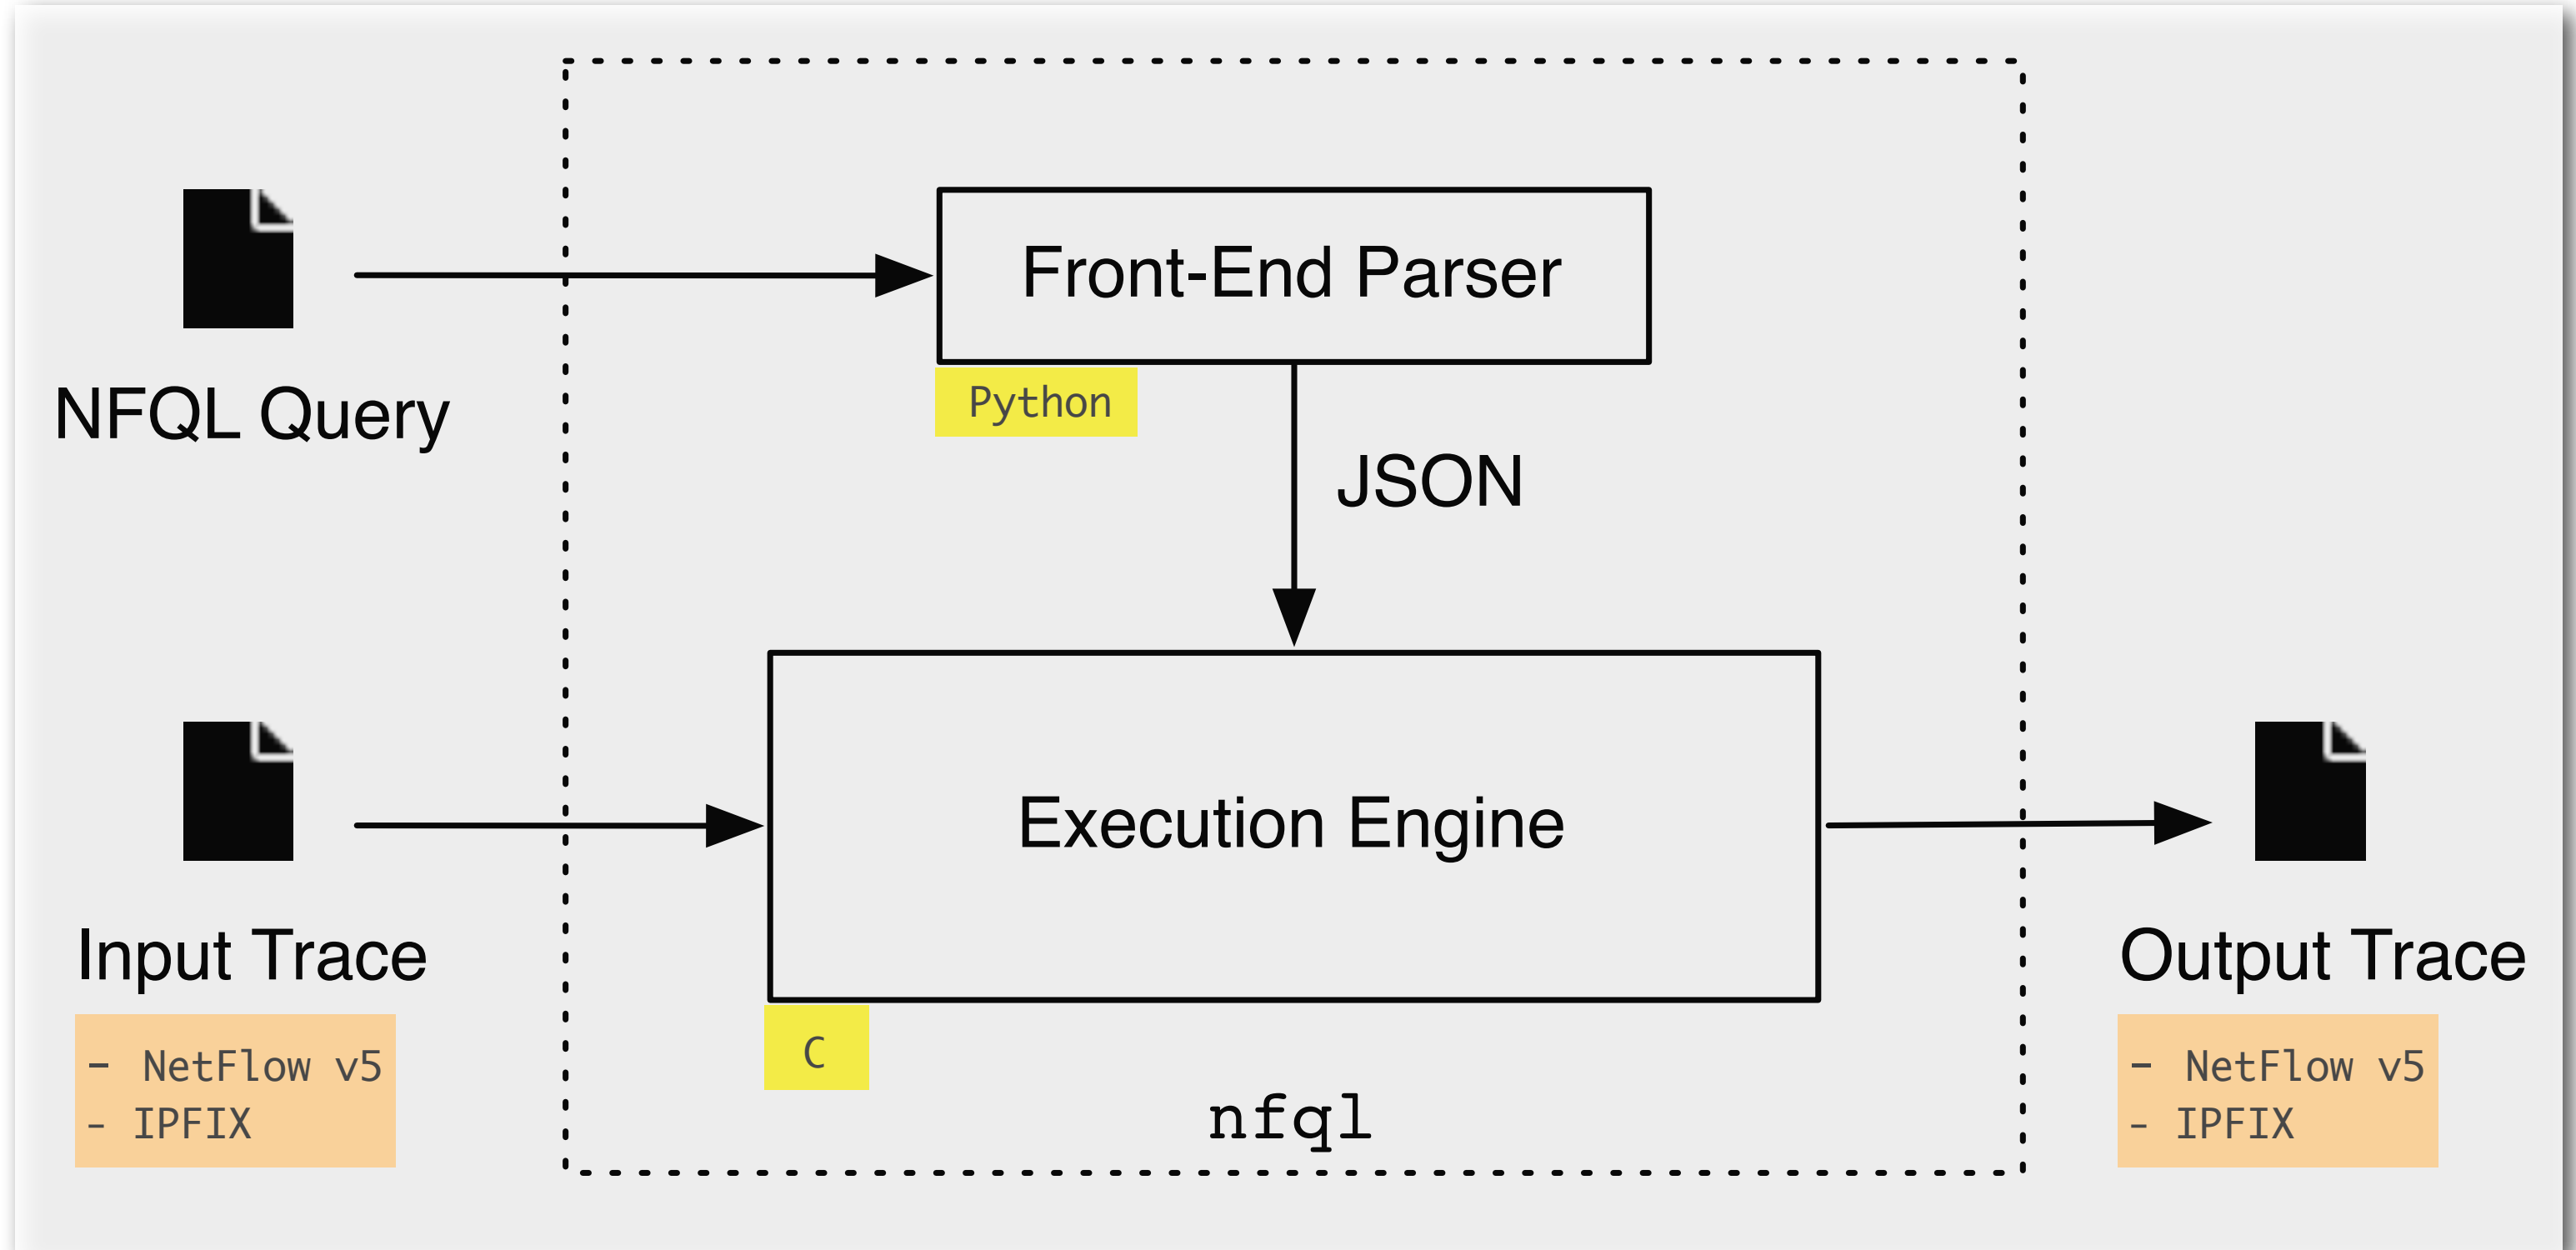 Front-End Parser
Python
NFQL Query
JSON
Execution Engine
C
Input Trace
- NetFlow v5
- IPFIX
Output Trace
- NetFlow v5
- IPFIX
nfql